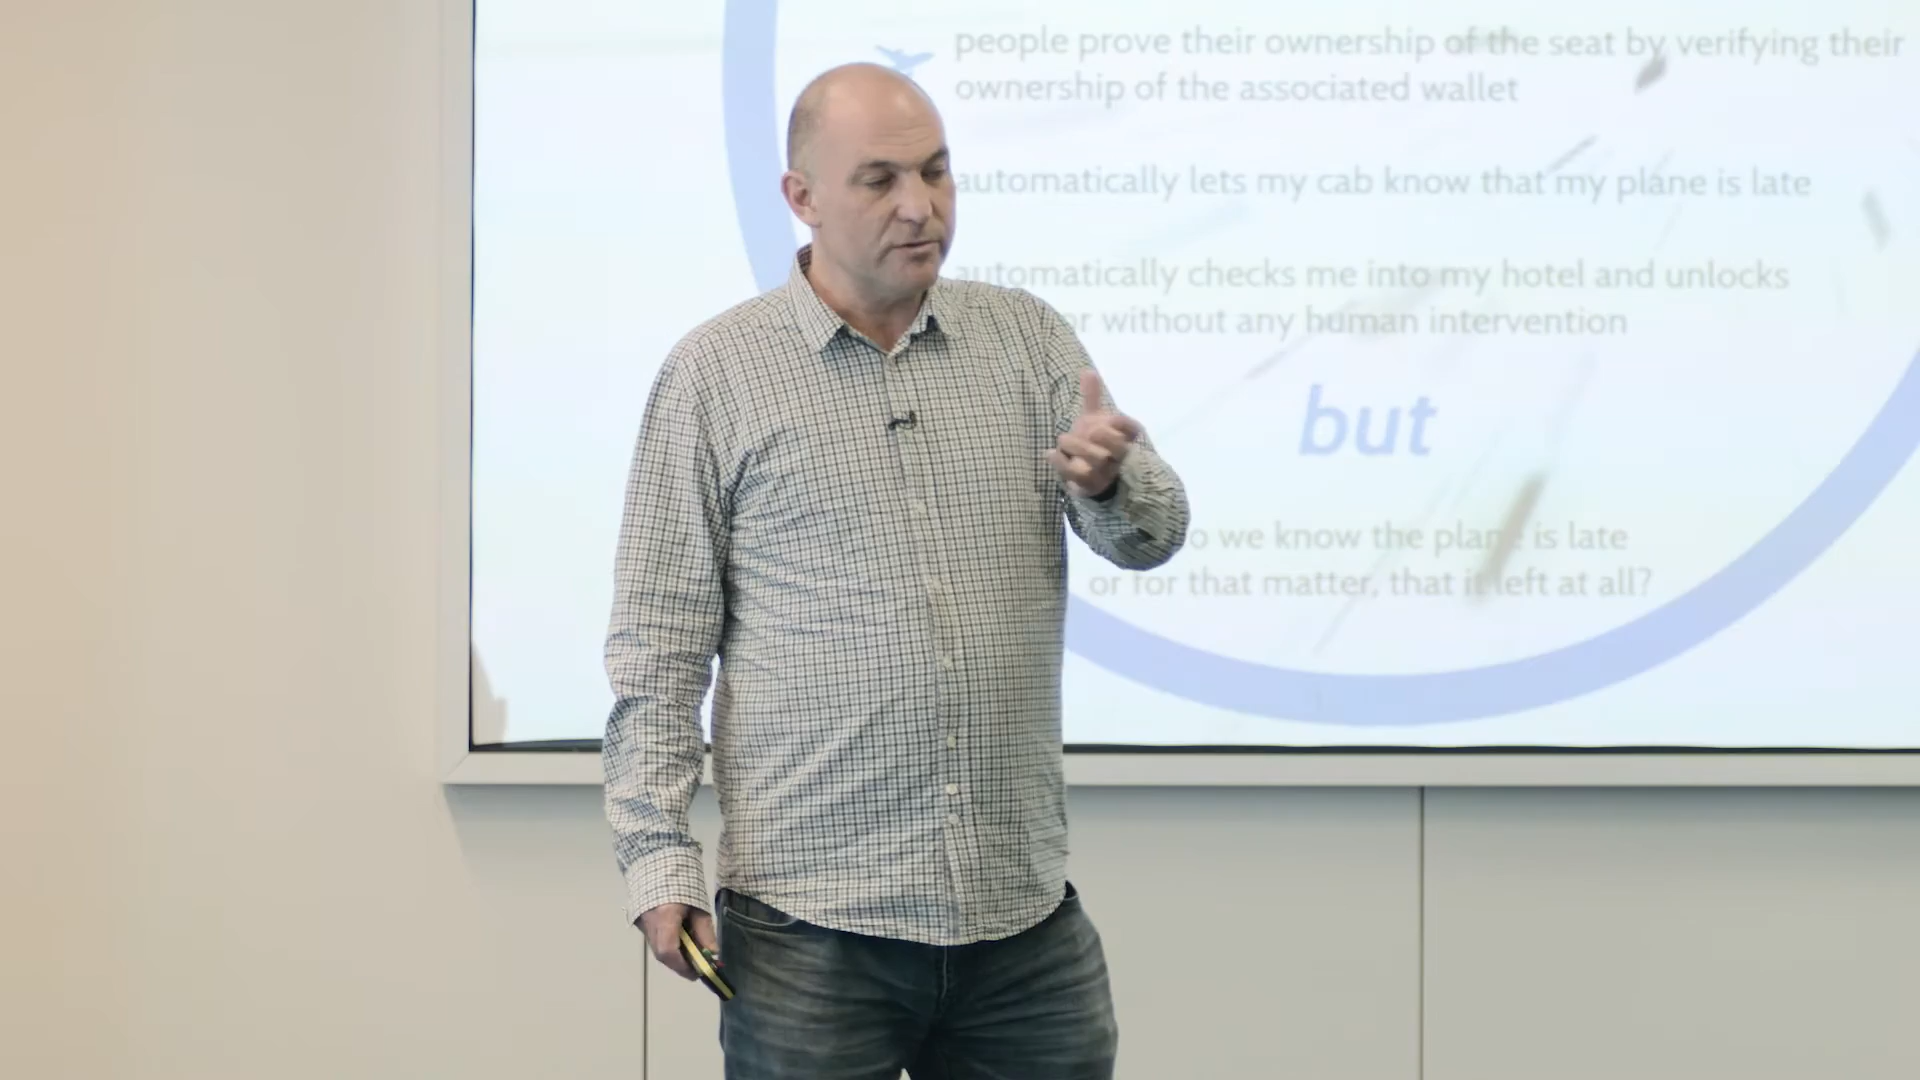 people prove their ownership of the seat by verifying their
ownership of the associated wallet
automatically lets my cab know that my plane is late
automatically checks me into my hotel and unlocks
without any human intervention
but
we know the plane is late
or for that matter, that it left at all?